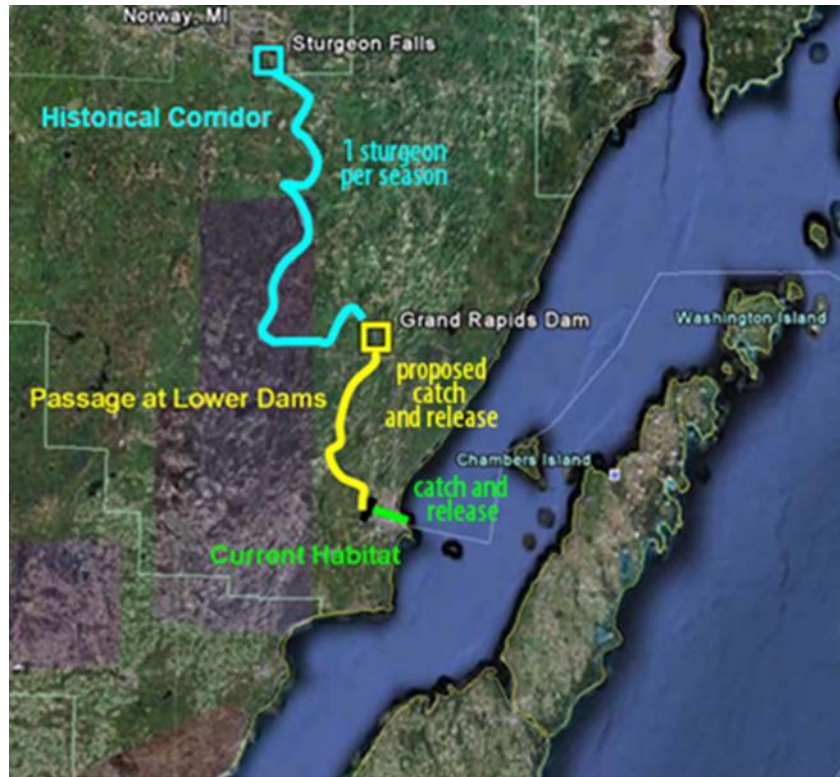 Norway, MI
Sturgeon Falls
Historical Corridor
1 sturgeon
per season
Grand Rapids Dam
Washington Island
proposed
catch
and release
Passage at Lower Dams
Chambers Island
catch and
release
Current Habitat